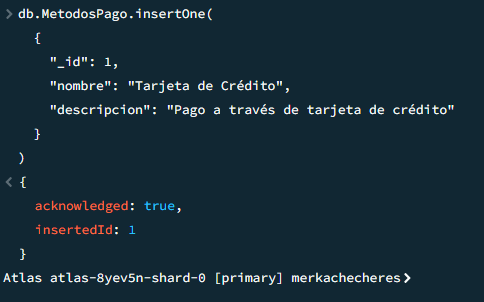 > db.MetodosPago.insertOne(
{
"_id": 1,
"nombre": "Tarjeta de Crédito",
"descripcion": "Pago a través de tarjeta de crédito"
}
)
< {
acknowledged: true,
insertedId: 1
}
Atlas atlas-8yev5n-shard-0 [primary] merkachecheres>